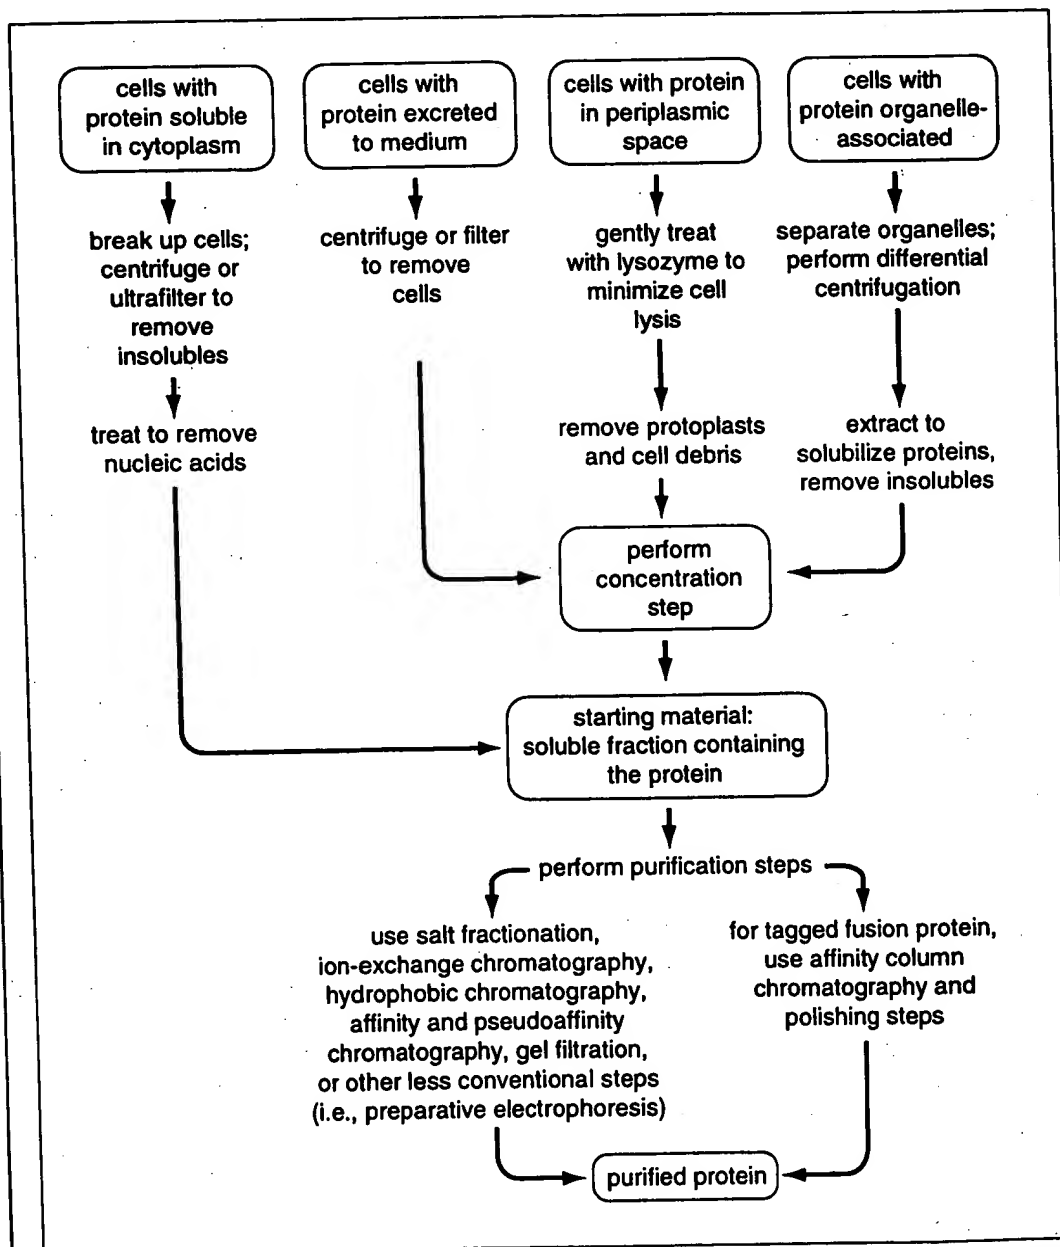 cells with
protein soluble
in cytoplasm
cells with
protein excreted
to medium
cells with protein
in periplasmic
space
cells with
protein organelle-
associated
break up cells;
centrifuge or
ultrafilter to
remove
insolubles
centrifuge or filter
to remove
cells
gently treat
with lysozyme to
minimize cell
lysis
separate organelles;
perform differential
centrifugation
treat to remove
nucleic acids
remove protoplasts
and cell debris
extract to
solubilize proteins,
remove insolubles
perform
concentration
step
starting material:
soluble fraction containing
the protein
perform purification steps
use salt fractionation,
ion-exchange chromatography,
hydrophobic chromatography,
affinity and pseudoaffinity
chromatography, gel filtration,
or other less conventional steps
(i.e., preparative electrophoresis)
for tagged fusion protein,
use affinity column
chromatography and
polishing steps
purified protein